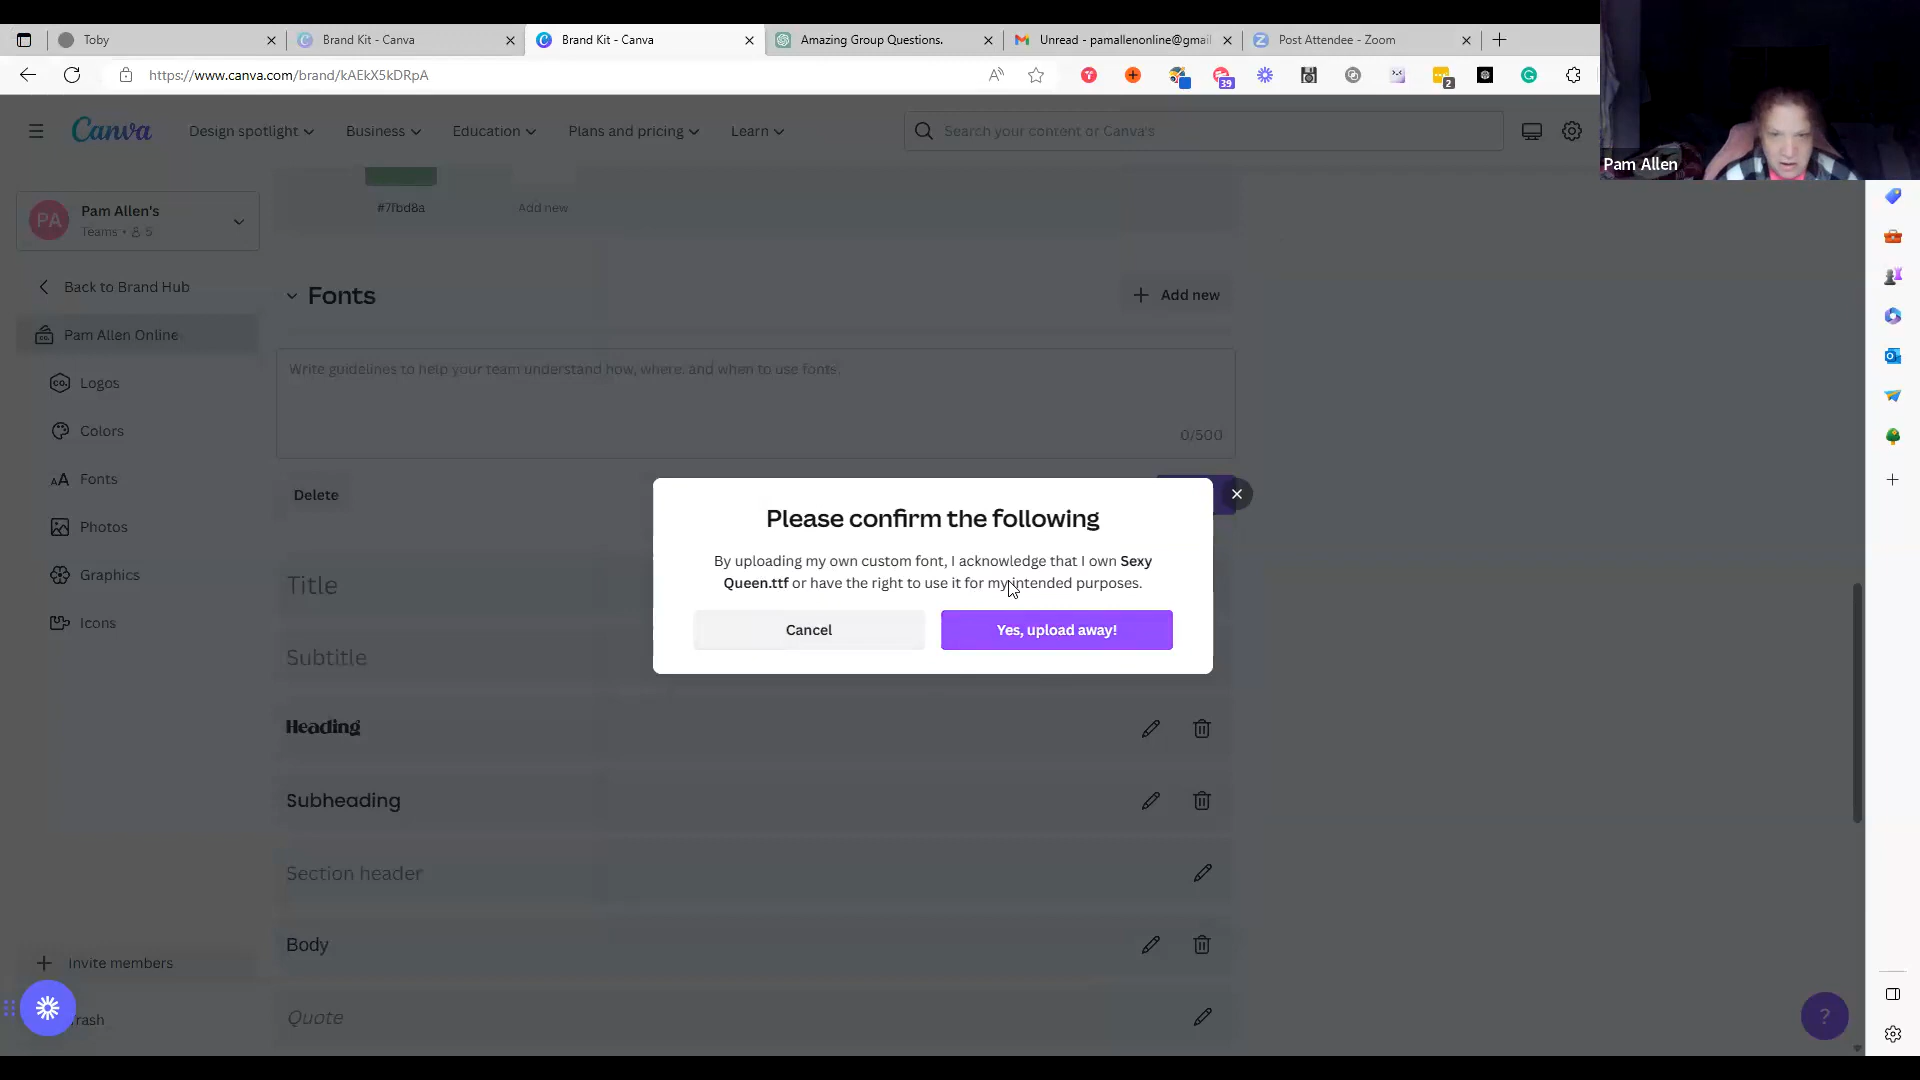 Toby
Brand Kit - Canva
Brand Kit - Canva
Amazing Group Questions.
Unread - pamallenonline@gmai
Post Attendee - Zoom
https://www.canva.com/brand/kAEkX5kDRpA
39
2
Canva
Design spotlight
Business
Education
Plans and pricing
Learn
Search your content or Canva's
Pam Allen
PA
Pam Allen's
Teams • 5
#7fbd8a
Add new
Back to Brand Hub
Pam Allen Online
Logos
Colors
Fonts
Photos
Graphics
Icons
Invite members
Trash
Fonts
Add new
Write guidelines to help your team understand how, where, and when to use fonts.
0/500
Delete
Please confirm the following
By uploading my own custom font, I acknowledge that I own Sexy
Queen.ttf or have the right to use it for my intended purposes.
Cancel
Yes, upload away!
Title
Subtitle
Heading
Subheading
Section header
Body
Quote
?